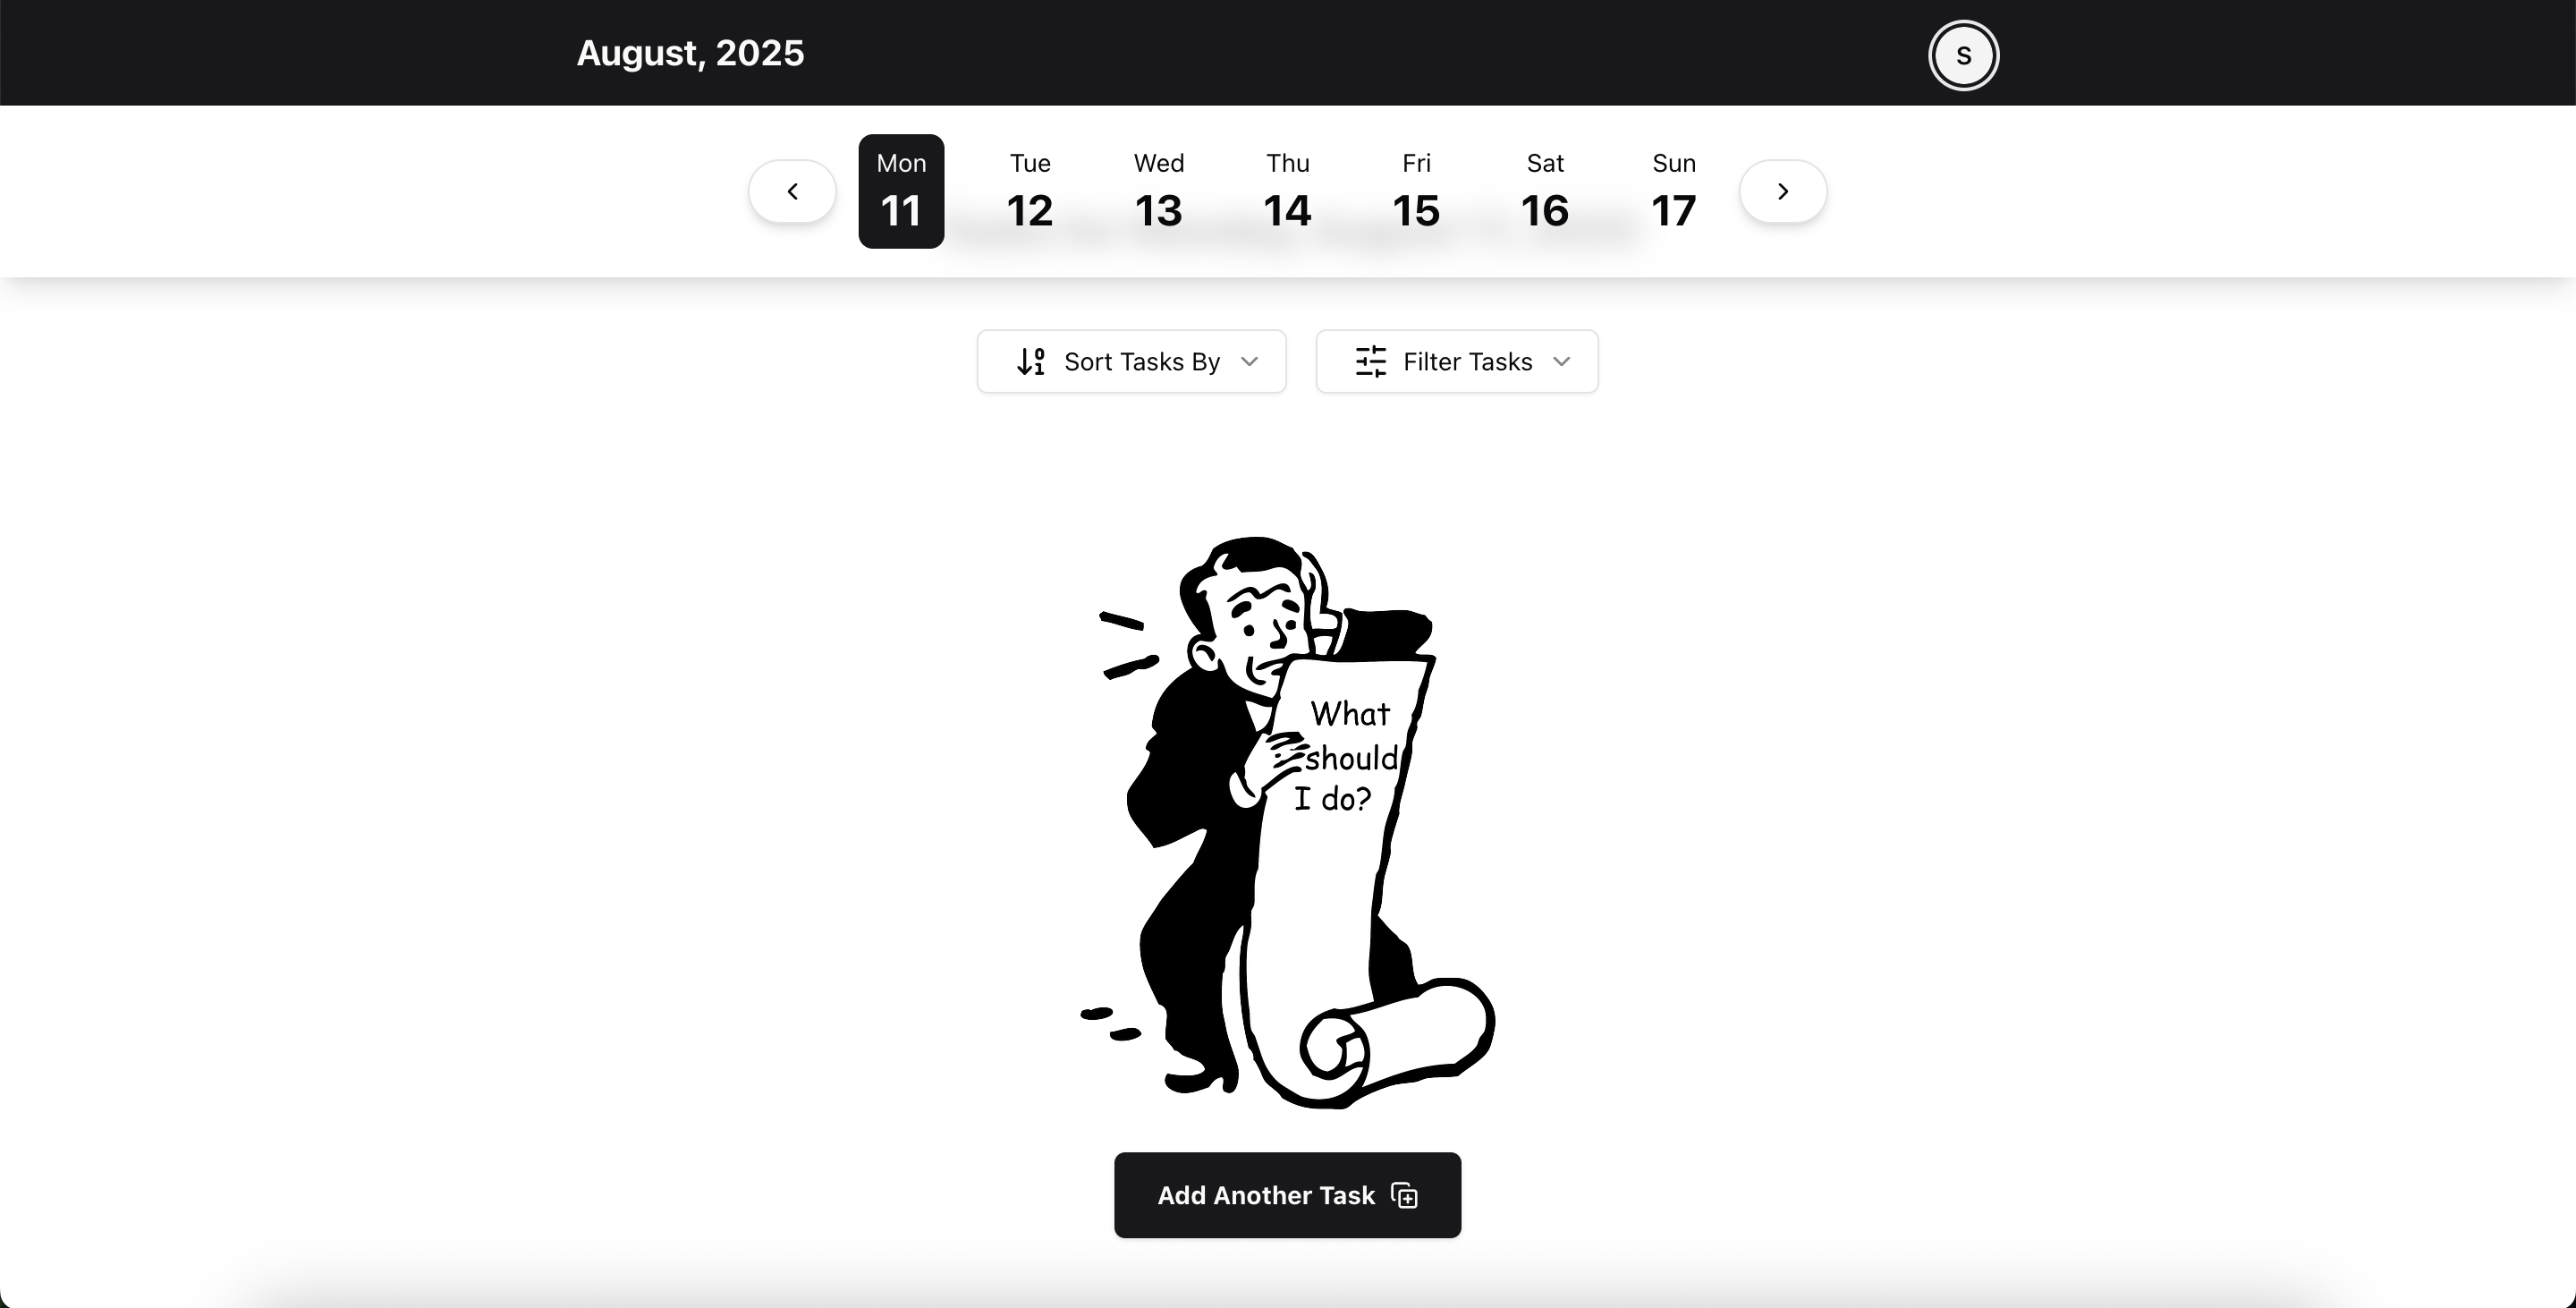 August, 2025
S
Mon Tue Wed Thu Fri Sat Sun
11 12 13 14 15 16 17
Sort Tasks By
Filter Tasks
What
should
I do?
Add Another Task